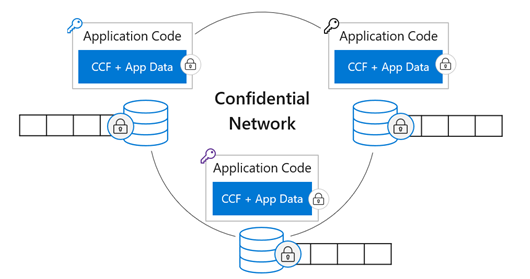 Application Code
CCF + App Data
Application Code
CCF + App Data
Confidential
Network
Application Code
CCF + App Data